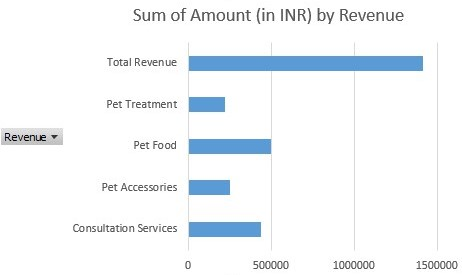 Sum of Amount (in INR) by Revenue
Total Revenue
Pet Treatment
Revenue
Pet Food
Pet Accessories
Consultation Services
0 500000 1000000 1500000